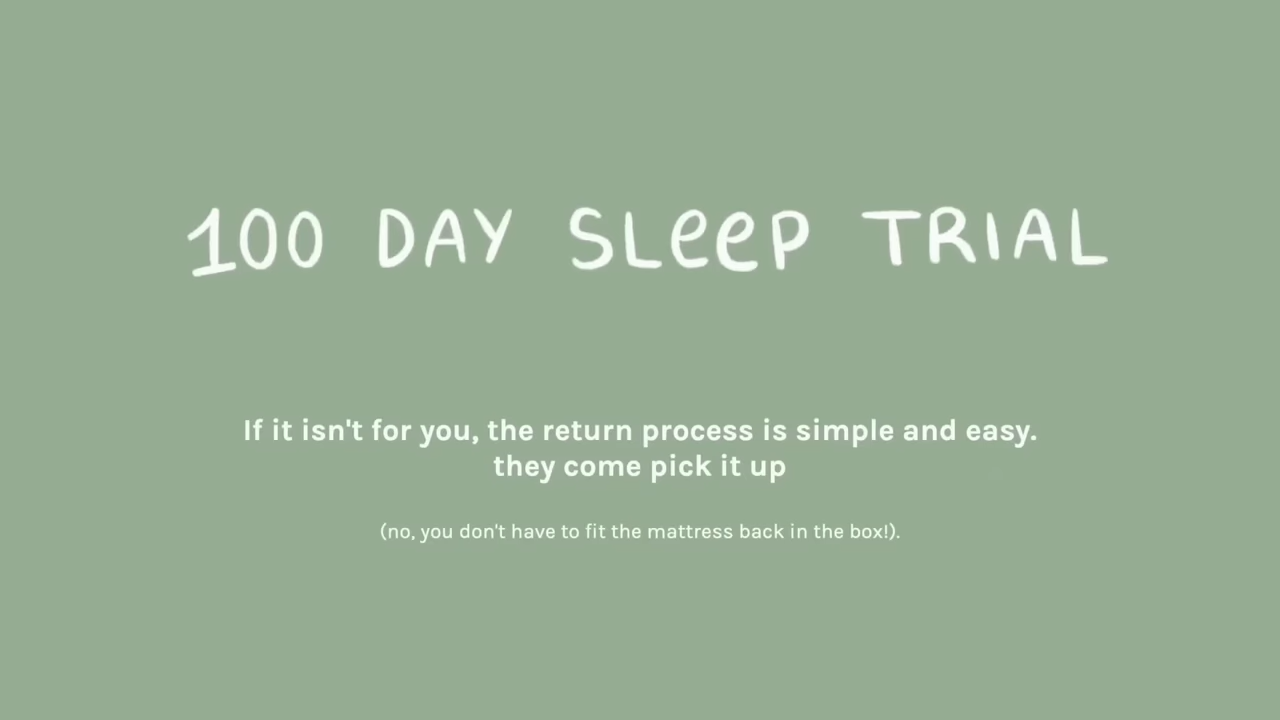 100 DAY SLeeP TRIAL
If it isn't for you, the return process is simple and easy.
they come pick it up
(no, you don't have to fit the mattress back in the box!).